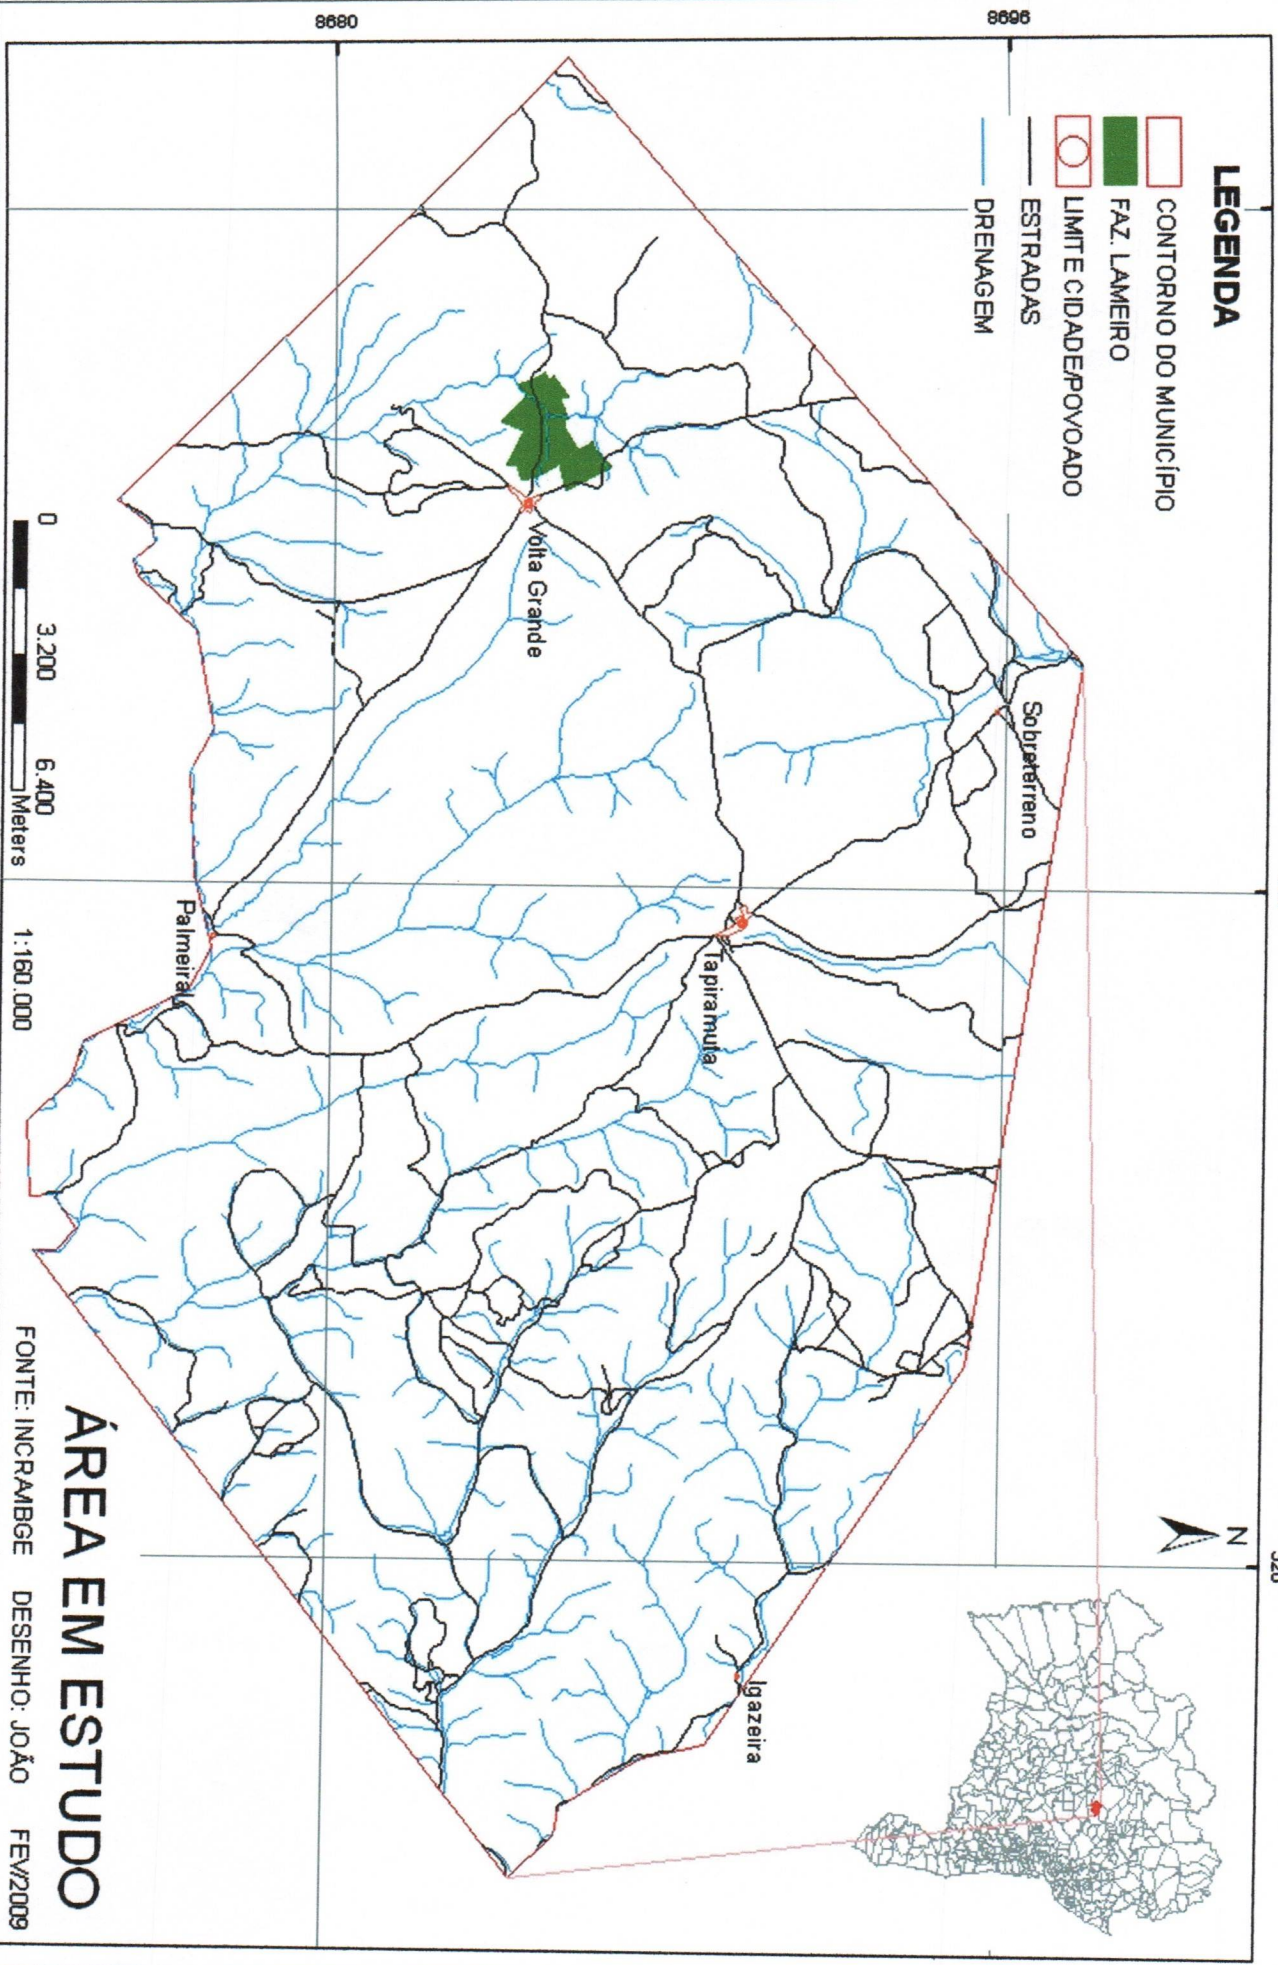 8680
8696
LEGENDA
CONTORNO DO MUNICÍPIO
FAZ. LAMEIRO
LIMITE CIDADE/POVOADO
ESTRADAS
DRENAGEM
N
Sobreterreno
Volta Grande
Tapiramuta
Igazeira
Palmeiral
0 3.200 6.400
Meters
1:160.000
ÁREA EM ESTUDO
FONTE: INCRA/IBGE DESENHO: JOÃO FEV/2009